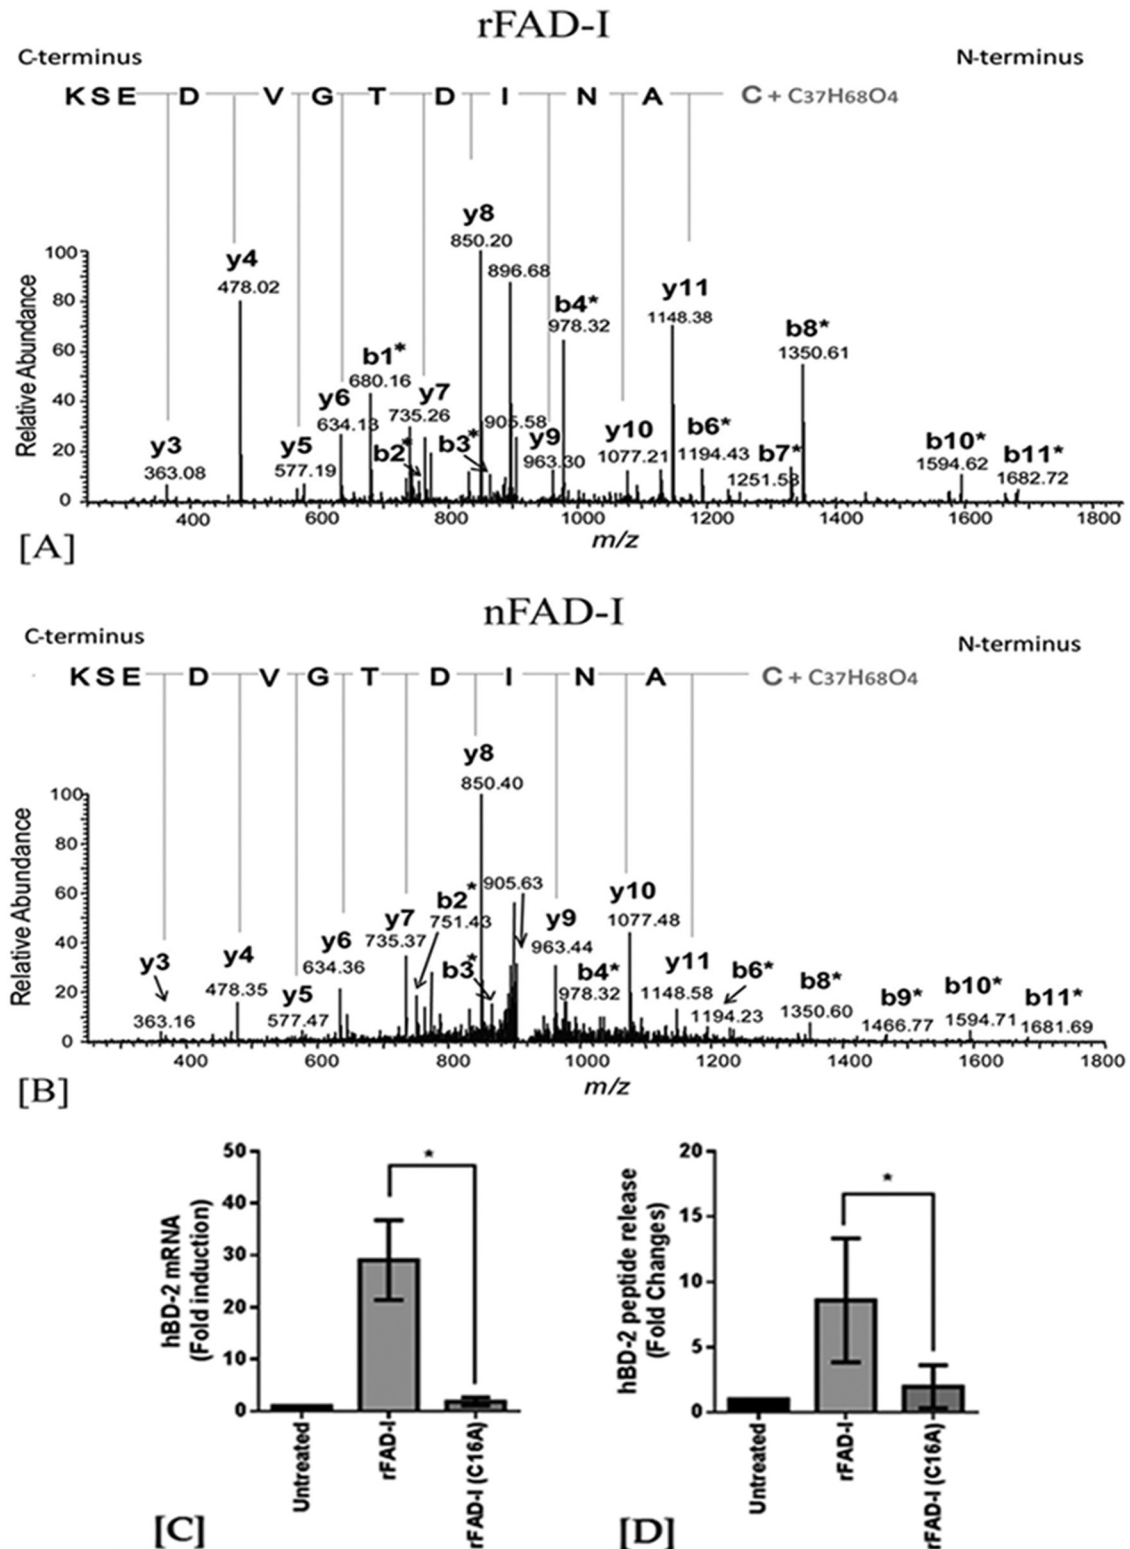 rFAD-I
C-terminus
N-terminus
KSE D V G T D I N A C + C37H68O4
y8
850.20
y4
478.02
896.68
y11
1148.38
b4*
978.32
b8*
1350.61
b1*
680.16
y6
634.13
y7
735.26
905.58
y3
363.08
y5
577.19
b2*
b3*
y9
963.30
y10
1077.21
b6*
1194.43
b7*
1251.58
b10*
1594.62
b11*
1682.72
Relative Abundance
100
80
60
40
20
0
400 600 800 1000 1200 1400 1600 1800
m/z
[A]
nFAD-I
C-terminus
N-terminus
KSE D V G T D I N A C + C37H68O4
y8
850.40
905.63
y10
1077.48
b2*
751.43
y7
735.37
y9
963.44
y6
634.36
y3
363.16
y4
478.35
y5
577.47
b3*
b4*
978.32
y11
1148.58
b6*
1194.23
b8*
1350.60
b9*
1466.77
b10*
1594.71
b11*
1681.69
Relative Abundance
100
80
60
40
20
0
400 600 800 1000 1200 1400 1600 1800
m/z
[B]
hBD-2 mRNA
(Fold induction)
50
40
30
20
10
0
*
Untreated
rFAD-I
rFAD-I (C16A)
[C]
hBD-2 peptide release
(Fold Changes)
20
15
10
5
0
*
Untreated
rFAD-I
rFAD-I (C16A)
[D]